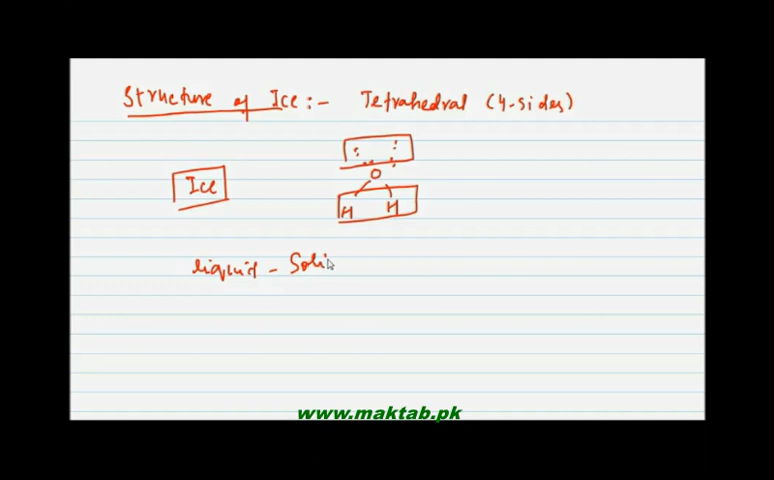 Structure of Ice :- Tetrahedral (4-sides)
O
Ice
H H
liquid - Soli
www.maktab.pk